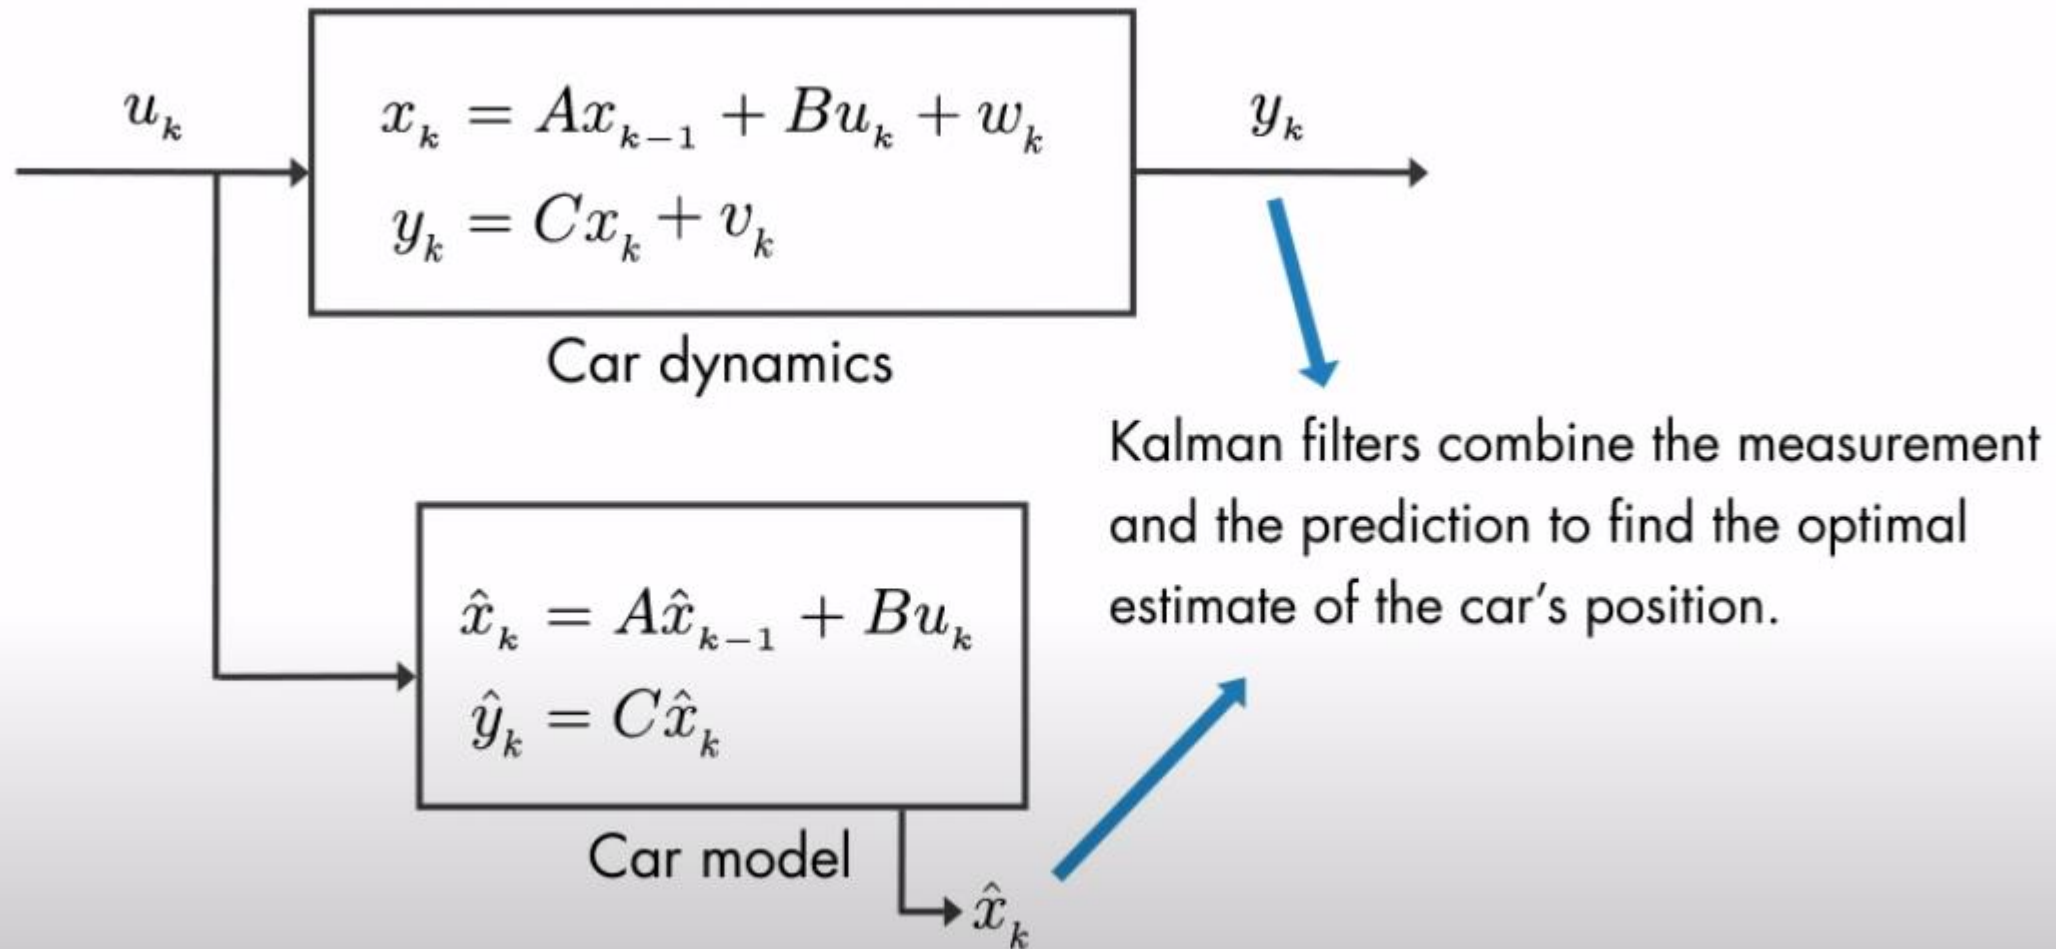 u_k
x_k = Ax_{k-1} + Bu_k + w_k
y_k = Cx_k + v_k
y_k
Car dynamics
Kalman filters combine the measurement
and the prediction to find the optimal
estimate of the car's position.
x̂_k = Ax̂_{k-1} + Bu_k
ŷ_k = Cx̂_k
Car model
x̂_k